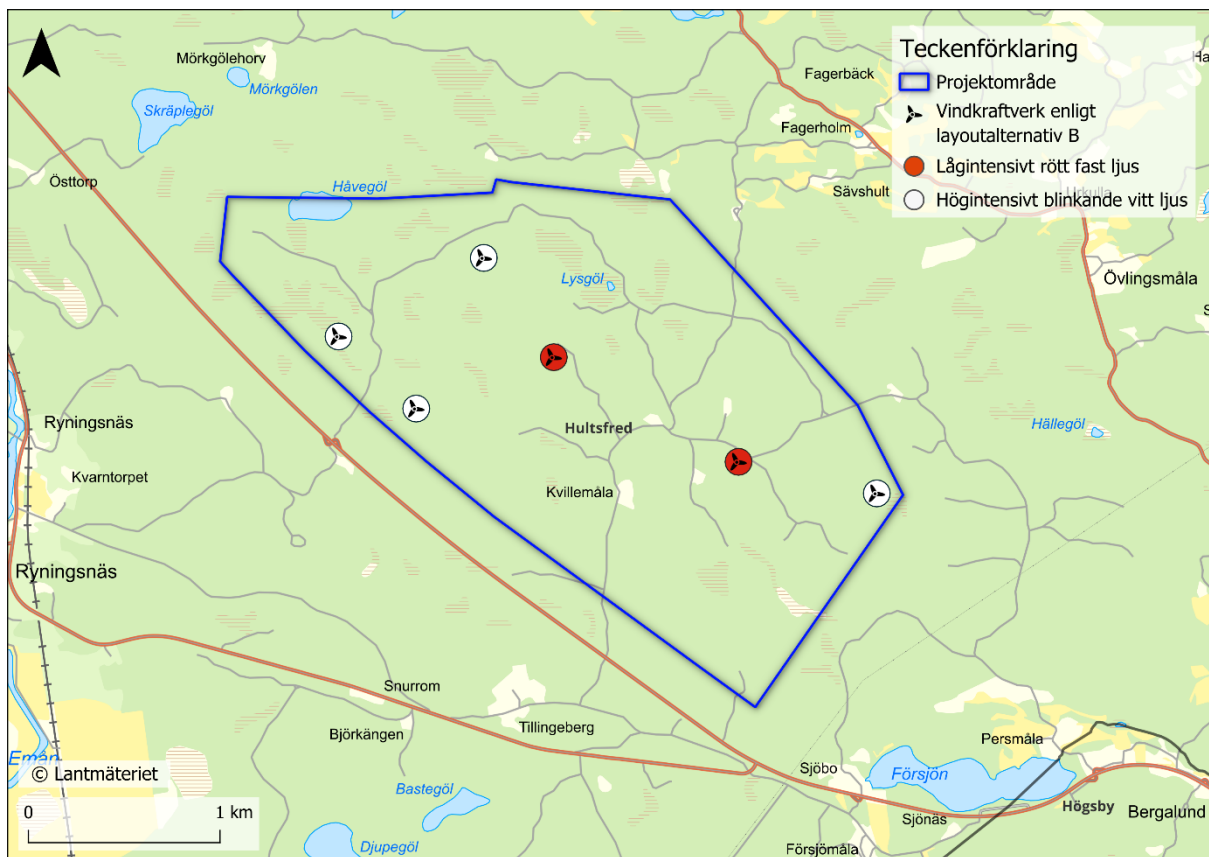 Teckenförklaring
Projektområde
Vindkraftverk enligt
layoutalternativ B
Lågintensivt rött fast ljus
Högintensivt blinkande vitt ljus
Mörkgölehorv
Mörkgölen
Skräplegöl
Fagerbäck
Ha
Fagerholm
Östtorp
Håvegöl
Sävshult
Urkulla
Övlingsmåla
S
Lysgöl
Ryningsnäs
Hultsfred
Hällegöl
Kvarntorpet
Kvillemåla
Ryningsnäs
Snurrom
Björkängen
Tillingeberg
Persmåla
Emån
Sjöbo
Försjön
© Lantmäteriet
Bastegöl
Högsby
Bergalund
Sjönäs
0 1 km
Djupegöl
Försjömåla